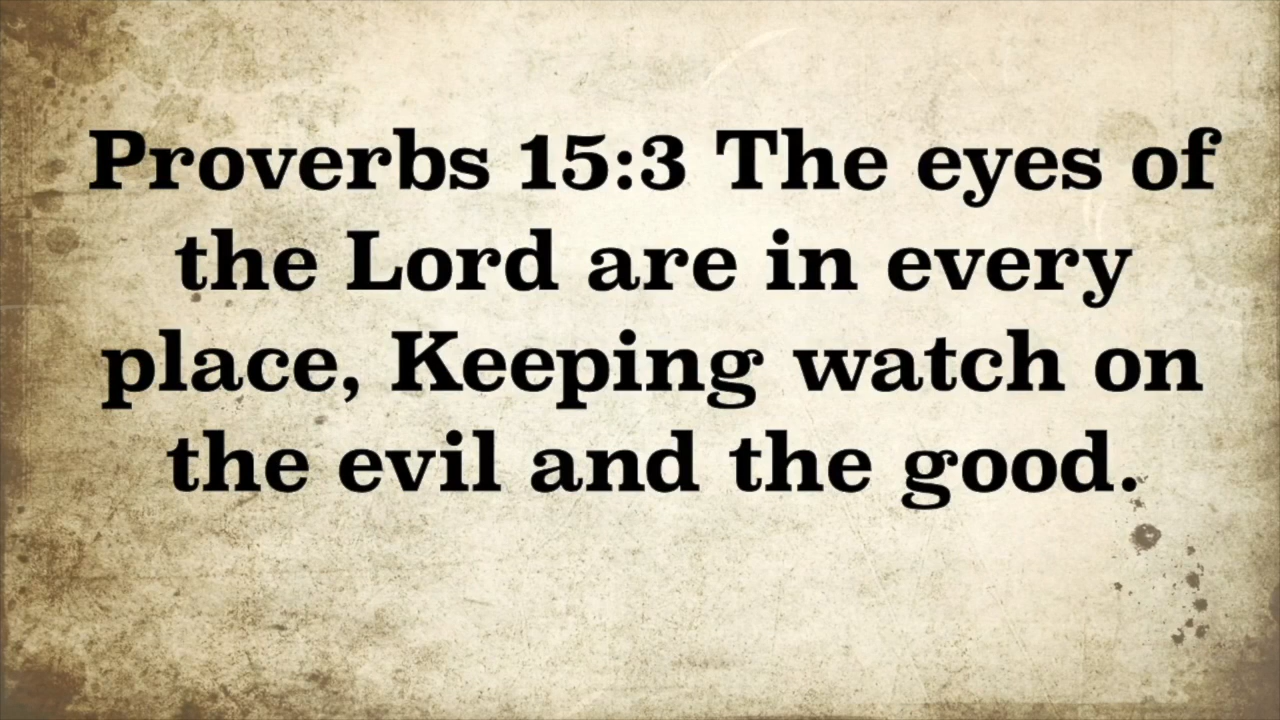 Proverbs 15:3 The eyes of
the Lord are in every
place, Keeping watch on
the evil and the good.